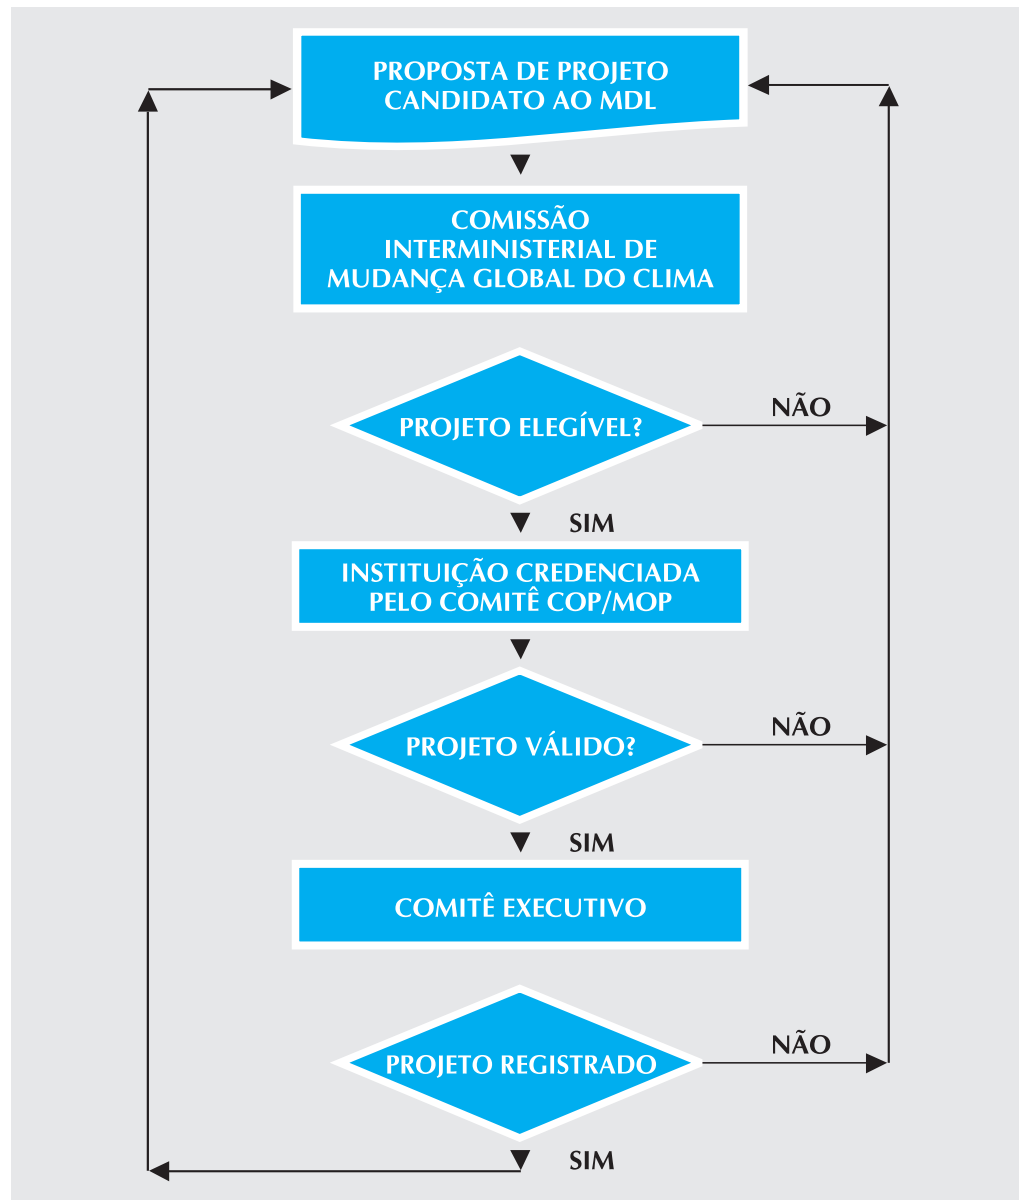 PROPOSTA DE PROJETO
CANDIDATO AO MDL
COMISSÃO
INTERMINISTERIAL DE
MUDANÇA GLOBAL DO CLIMA
PROJETO ELEGÍVEL?
NÃO
SIM
INSTITUIÇÃO CREDENCIADA
PELO COMITÊ COP/MOP
PROJETO VÁLIDO?
NÃO
SIM
COMITÊ EXECUTIVO
PROJETO REGISTRADO
NÃO
SIM